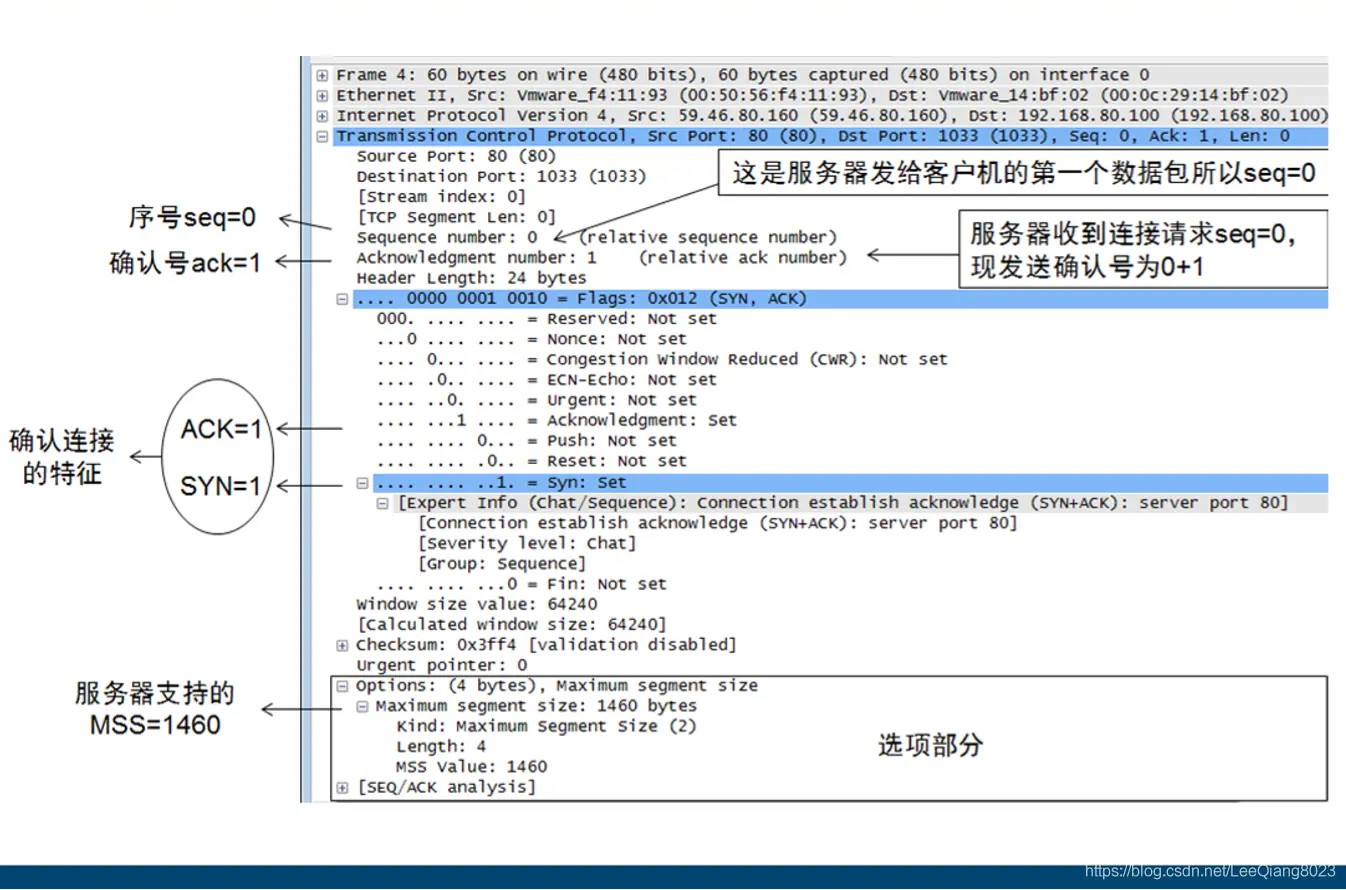 Frame 4: 60 bytes on wire (480 bits), 60 bytes captured (480 bits) on interface 0
Ethernet II, Src: Vmware_f4:11:93 (00:50:56:f4:11:93), Dst: Vmware_14:bf:02 (00:0c:29:14:bf:02)
Internet Protocol Version 4, Src: 59.46.80.160 (59.46.80.160), Dst: 192.168.80.100 (192.168.80.100)
Transmission Control Protocol, Src Port: 80 (80), Dst Port: 1033 (1033), Seq: 0, Ack: 1, Len: 0
Source Port: 80 (80)
Destination Port: 1033 (1033)
这是服务器发给客户机的第一个数据包所以seq=0
[Stream index: 0]
[TCP Segment Len: 0]
序号seq=0
Sequence number: 0 (relative sequence number)
服务器收到连接请求seq=0，
现发送确认号为0+1
确认号ack=1
Acknowledgment number: 1 (relative ack number)
Header Length: 24 bytes
.... 0000 0001 0010 = Flags: 0x012 (SYN, ACK)
000. .... .... = Reserved: Not set
...0 .... .... = Nonce: Not set
.... 0... .... = Congestion Window Reduced (CWR): Not set
.... .0.. .... = ECN-Echo: Not set
.... ..0. .... = Urgent: Not set
.... ...1 .... = Acknowledgment: Set
.... .... 0... = Push: Not set
.... .... .0.. = Reset: Not set
确认连接
的特征
ACK=1
SYN=1
.... .... ..1. = Syn: Set
[Expert Info (Chat/Sequence): Connection establish acknowledge (SYN+ACK): server port 80]
[Connection establish acknowledge (SYN+ACK): server port 80]
[Severity level: Chat]
[Group: Sequence]
.... .... ...0 = Fin: Not set
Window size value: 64240
[Calculated window size: 64240]
Checksum: 0x3ff4 [validation disabled]
Urgent pointer: 0
服务器支持的
MSS=1460
Options: (4 bytes), Maximum segment size
Maximum segment size: 1460 bytes
Kind: Maximum Segment Size (2)
Length: 4
MSS Value: 1460
[SEQ/ACK analysis]
选项部分
https://blog.csdn.net/LeeQiang8023